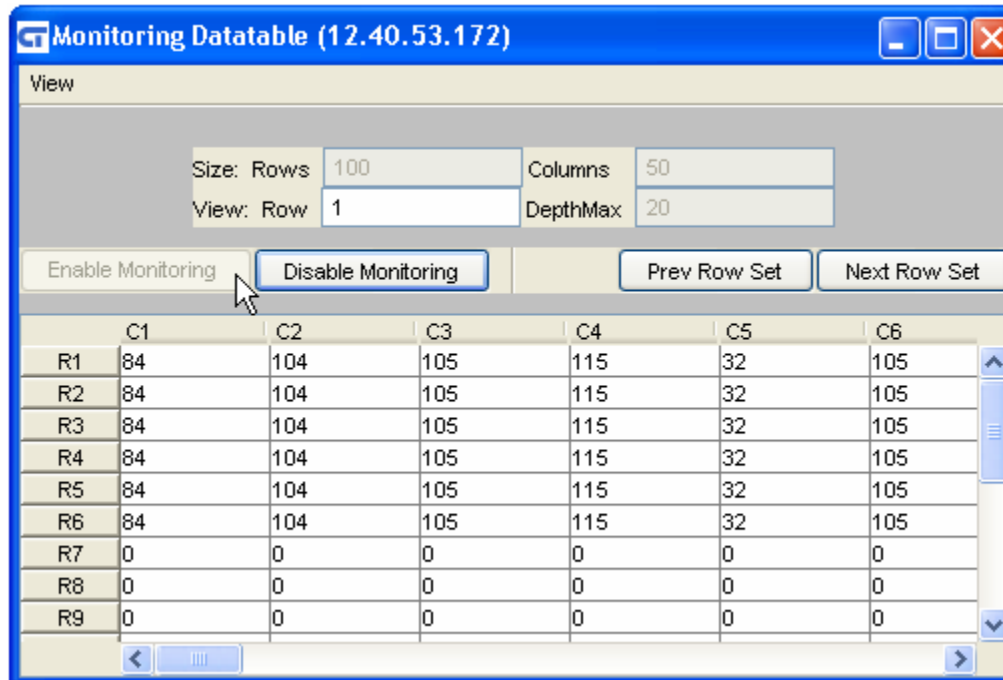 CT Monitoring Datatable (12.40.53.172)
View
Size: Rows 100 Columns 50
View: Row 1 DepthMax 20
Enable Monitoring Disable Monitoring Prev Row Set Next Row Set
C1 C2 C3 C4 C5 C6
R1 84 104 105 115 32 105
R2 84 104 105 115 32 105
R3 84 104 105 115 32 105
R4 84 104 105 115 32 105
R5 84 104 105 115 32 105
R6 84 104 105 115 32 105
R7 0 0 0 0 0 0
R8 0 0 0 0 0 0
R9 0 0 0 0 0 0